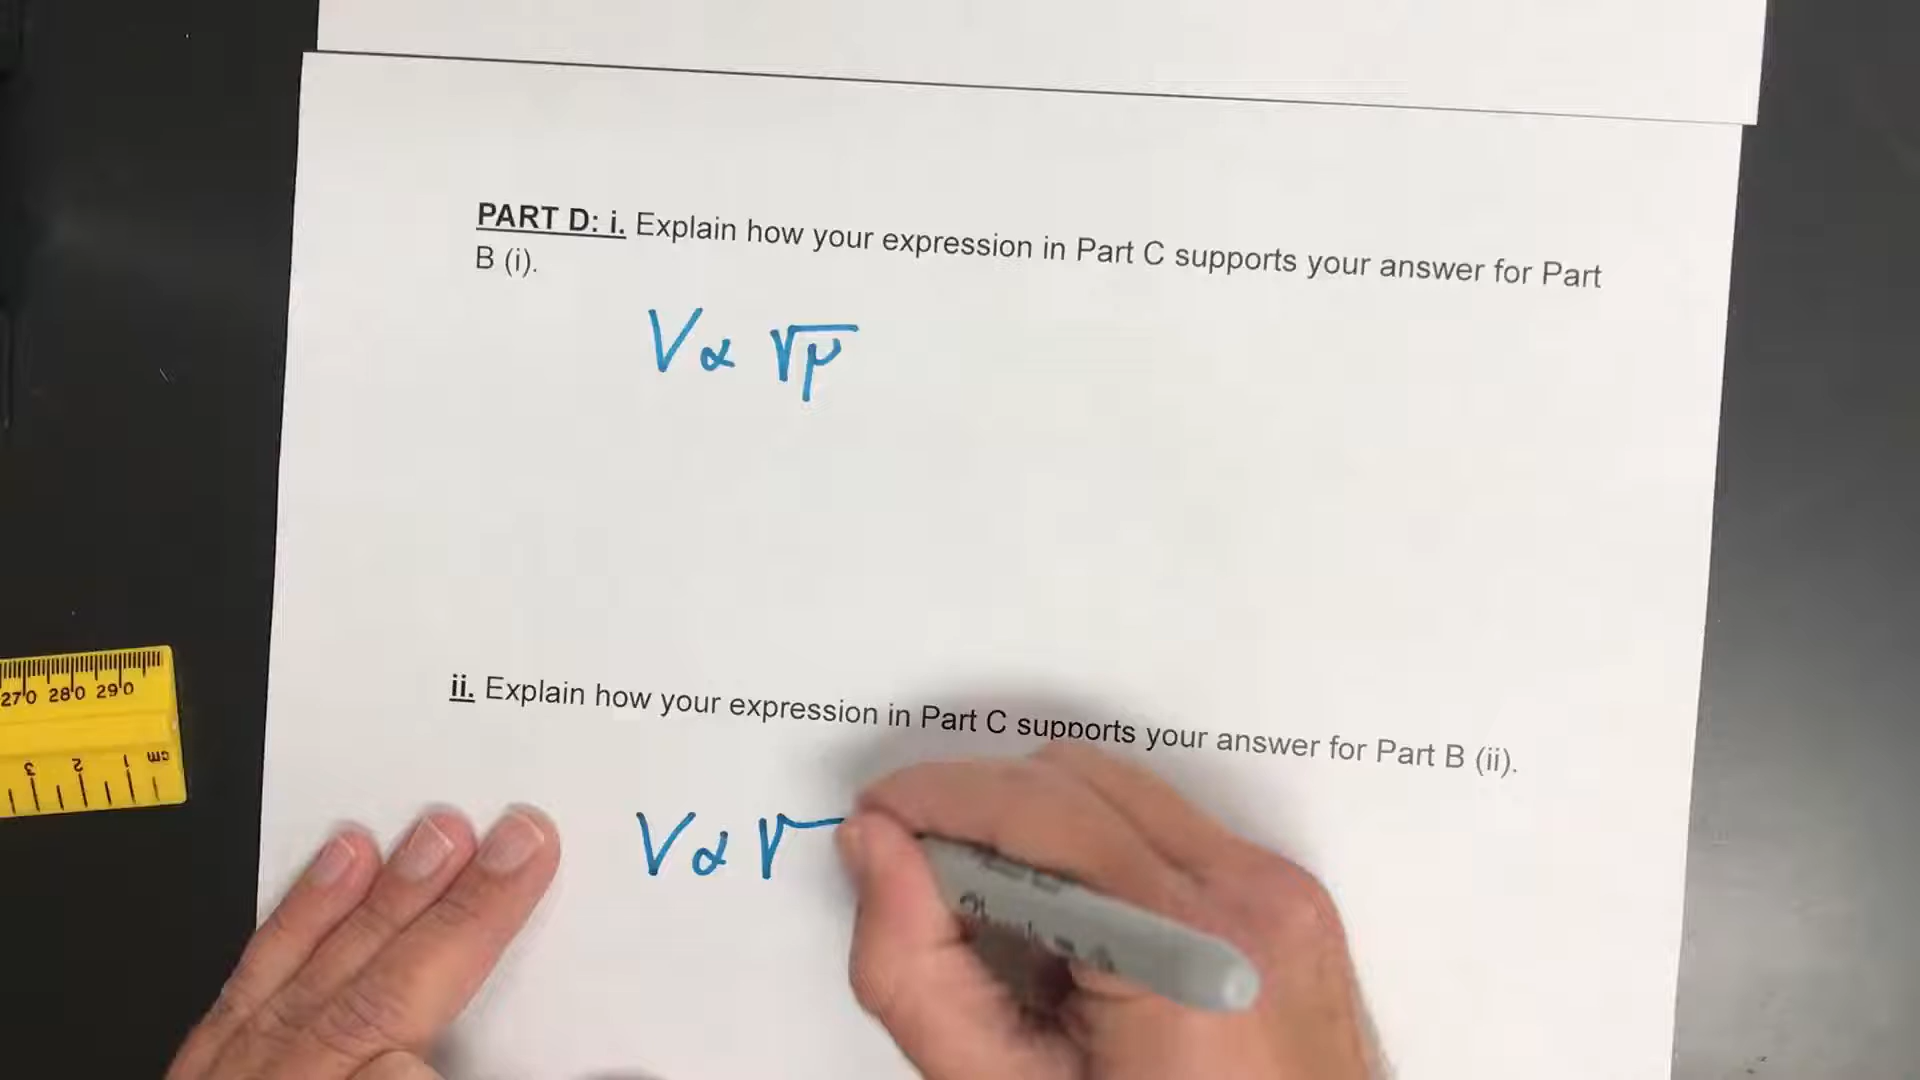 PART D: i. Explain how your expression in Part C supports your answer for Part
B (i).
V ∝ √μ
ii. Explain how your expression in Part C supports your answer for Part B (ii).
V ∝ √
270 280 290
3 2 1 cm